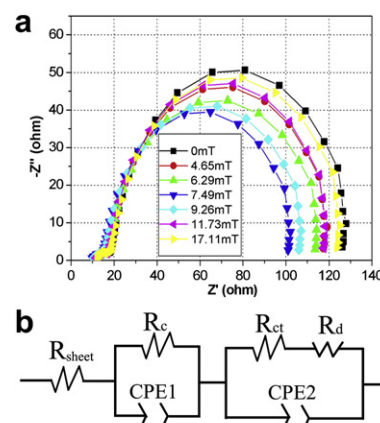 a
60
50
40
30
20
10
0
-Z" (ohm)
0mT
4.65mT
6.29mT
7.49mT
9.26mT
11.73mT
17.11mT
0 20 40 60 80 100 120 140
Z' (ohm)
b
Rsheet
Rc
CPE1
Rct
Rd
CPE2